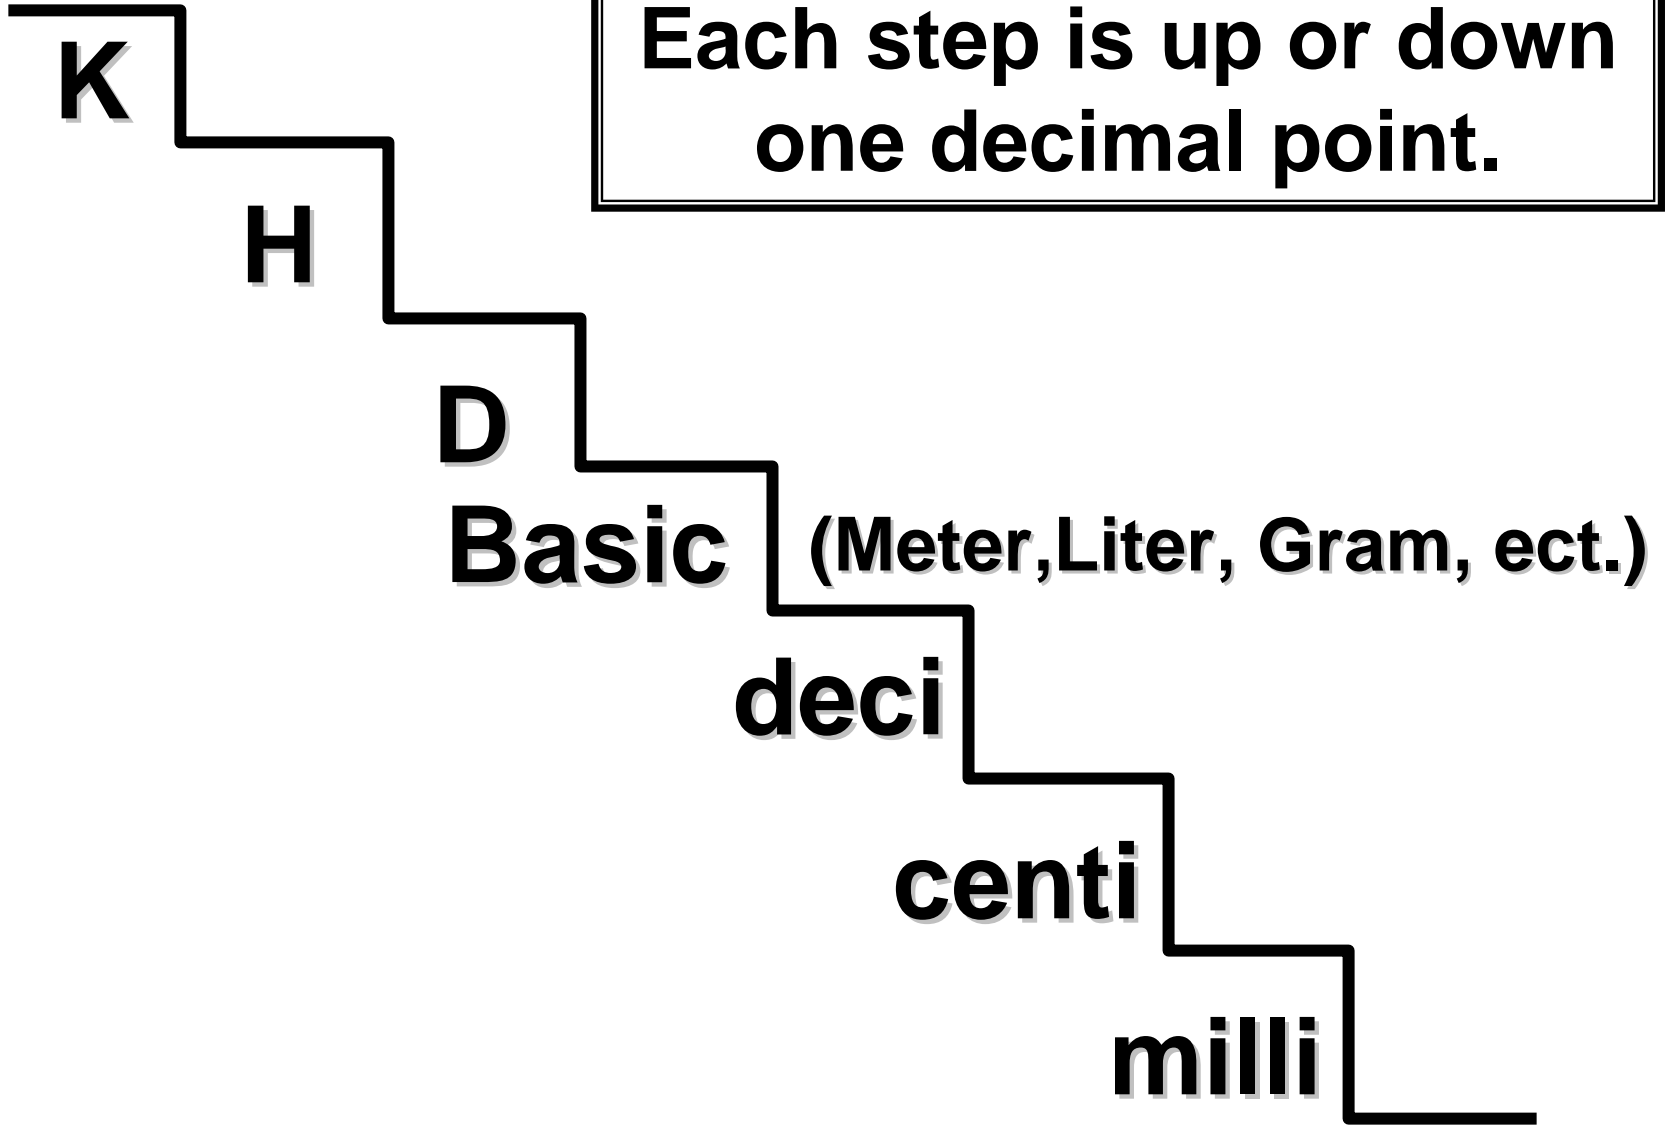 Each step is up or down
one decimal point.
K
H
D
Basic (Meter,Liter, Gram, ect.)
deci
centi
milli